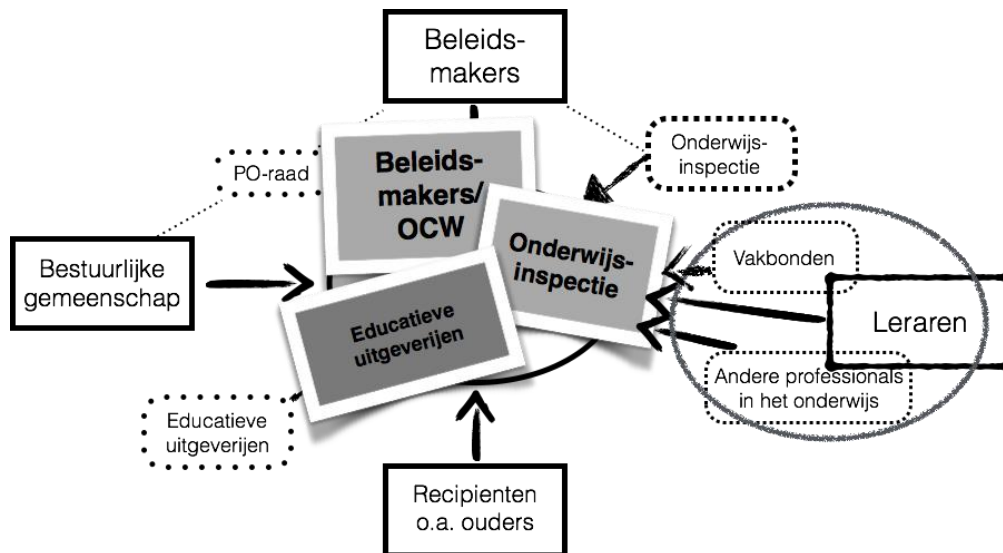 Beleids-
makers
PO-raad
Onderwijs-
inspectie
Beleids-
makers/
OCW
Onderwijs-
inspectie
Vakbonden
Bestuurlijke
gemeenschap
Leraren
Educatieve
uitgeverijen
Andere professionals
in het onderwijs
Educatieve
uitgeverijen
Recipienten
o.a. ouders